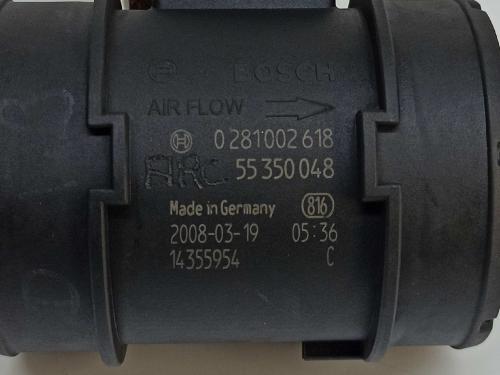 BOSCH
AIR FLOW
0 281 002 618
ARC 55 350 048
Made in Germany 816
2008-03-19 05:36
14355954 C